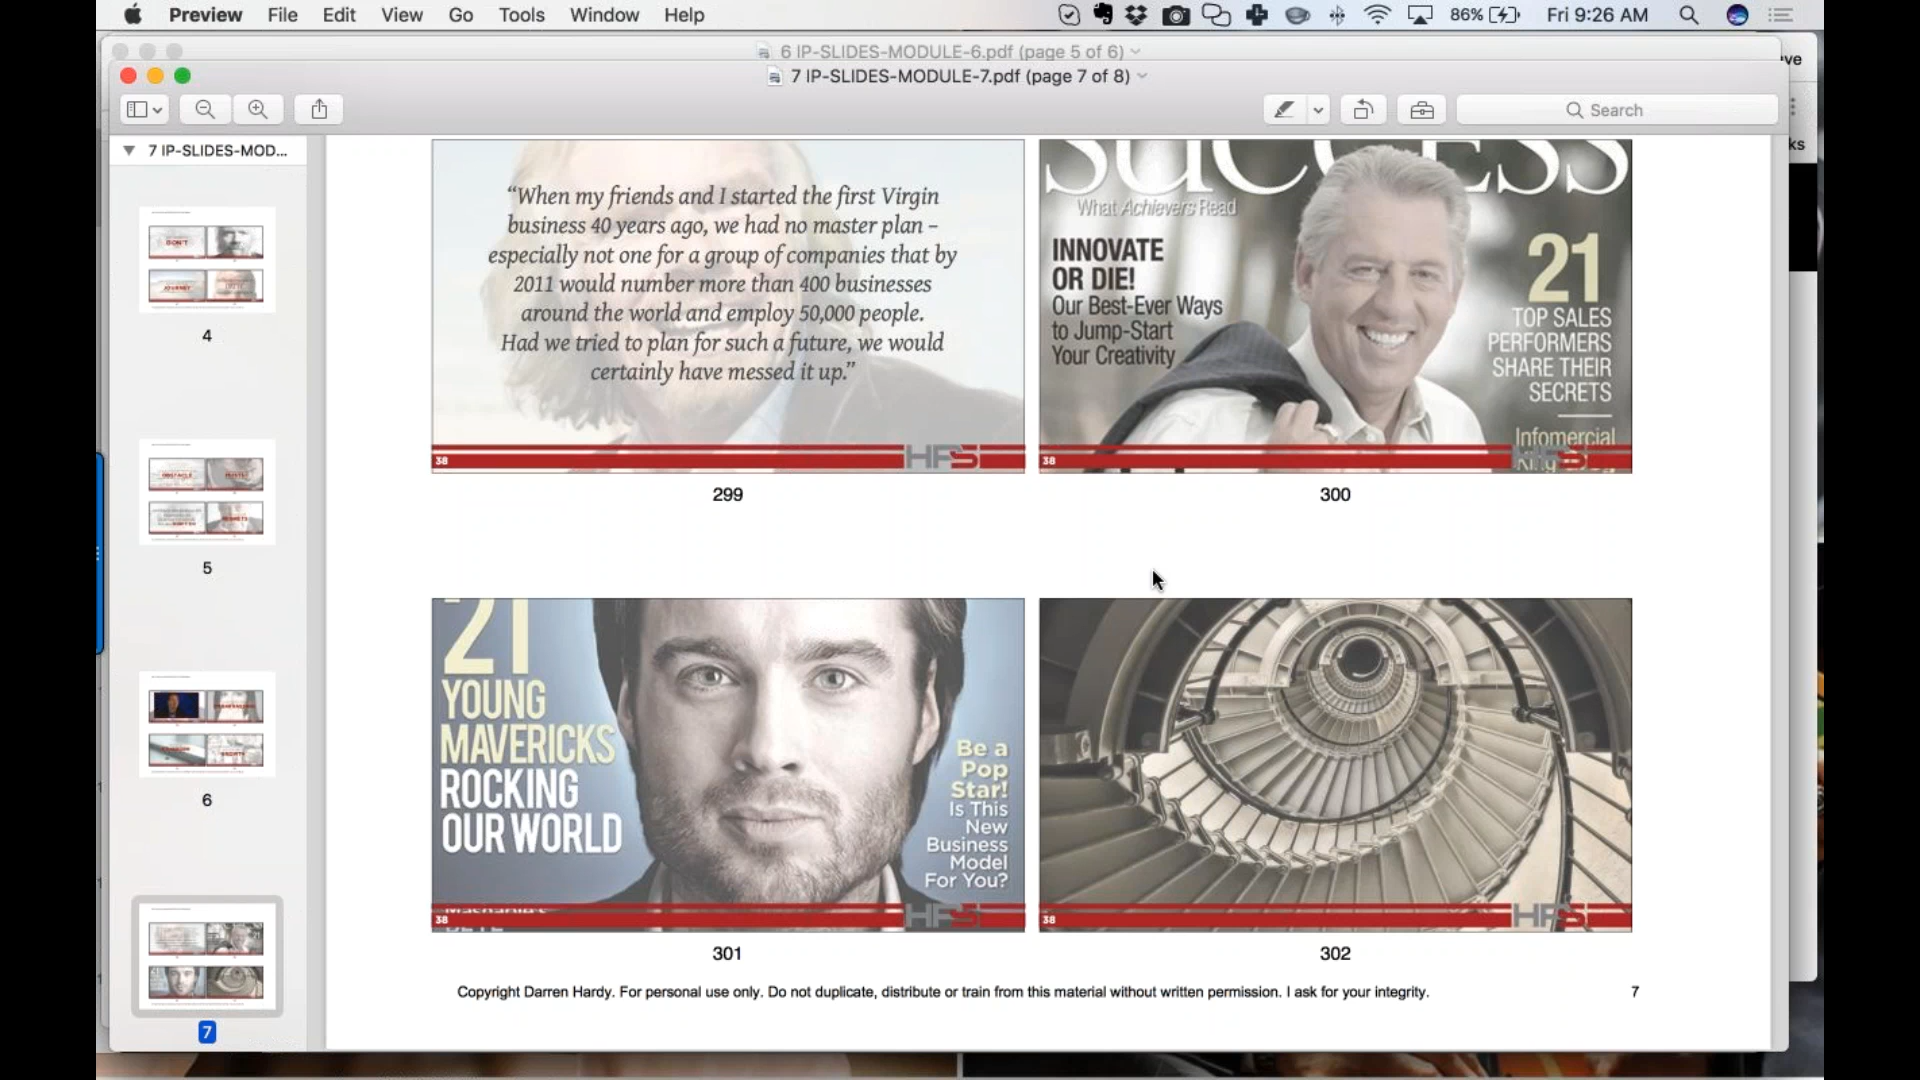 Preview File Edit View Go Tools Window Help 86% Fri 9:26 AM
6 IP-SLIDES-MODULE-6.pdf (page 5 of 6)
ve
7 IP-SLIDES-MODULE-7.pdf (page 7 of 8)
Search
7 IP-SLIDES-MOD...
ks
DON'T
JOURNEY
4
OBSTACLE
5
6
7
“When my friends and I started the first Virgin
business 40 years ago, we had no master plan –
especially not one for a group of companies that by
2011 would number more than 400 businesses
around the world and employ 50,000 people.
Had we tried to plan for such a future, we would
certainly have messed it up.”
38 HFS
299
SUCCESS
What Achievers Read
INNOVATE
OR DIE!
Our Best-Ever Ways
to Jump-Start
Your Creativity
21
TOP SALES
PERFORMERS
SHARE THEIR
SECRETS
Infomercial
King
38 HFS
300
21
YOUNG
MAVERICKS
ROCKING
OUR WORLD
Be a
Pop
Star!
Is This
New
Business
Model
For You?
38 HFS
301
38 HFS
302
Copyright Darren Hardy. For personal use only. Do not duplicate, distribute or train from this material without written permission. I ask for your integrity. 7